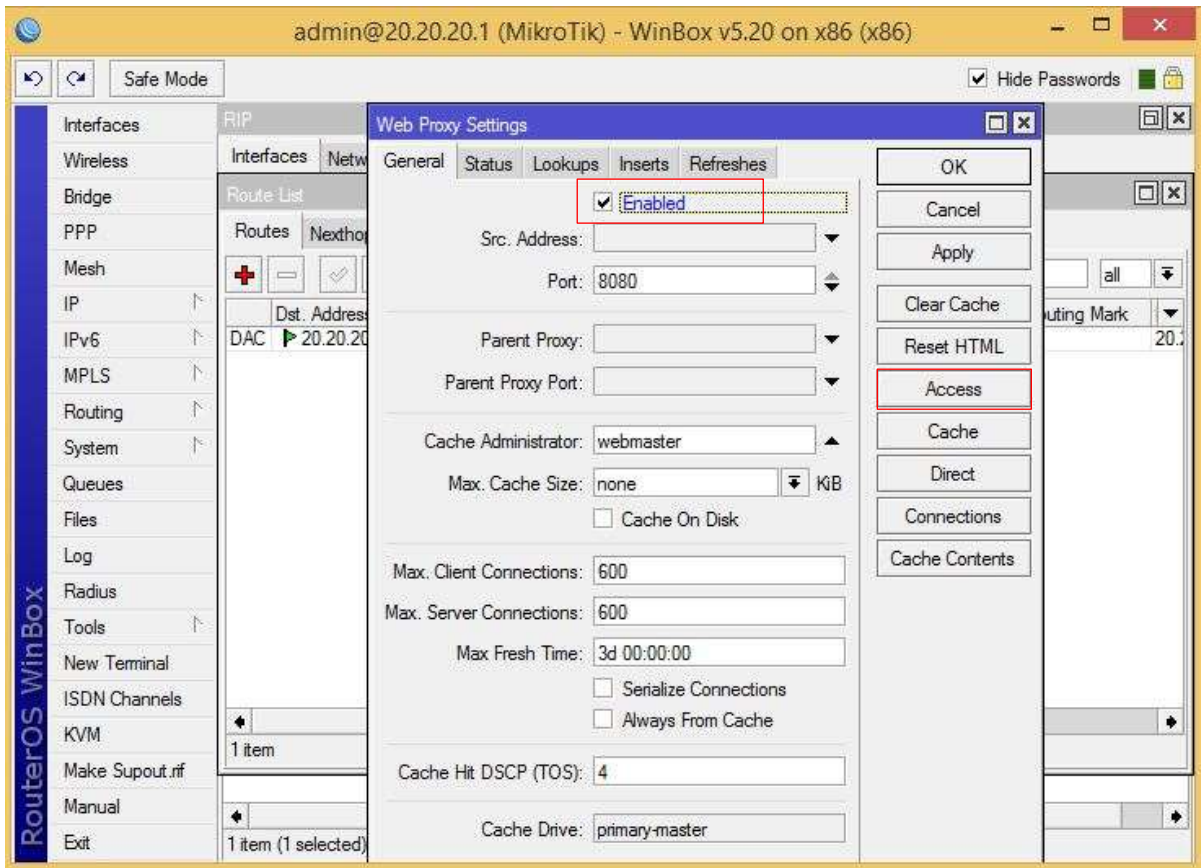 admin@20.20.20.1 (MikroTik) - WinBox v5.20 on x86 (x86)
Safe Mode
Hide Passwords
RouterOS WinBox
Interfaces
Wireless
Bridge
PPP
Mesh
IP
IPv6
MPLS
Routing
System
Queues
Files
Log
Radius
Tools
New Terminal
ISDN Channels
KVM
Make Supout.rif
Manual
Exit
RIP
Interfaces
Route List
Routes
all
Dst.
DAC
1 item
1 item (1 selected)
Web Proxy Settings
General Status Lookups Inserts Refreshes
Enabled
Src. Address:
Port: 8080
Parent Proxy:
Parent Proxy Port:
Cache Administrator: webmaster
Max. Cache Size: none KiB
Cache On Disk
Max. Client Connections: 600
Max. Server Connections: 600
Max Fresh Time: 3d 00:00:00
Serialize Connections
Always From Cache
Cache Hit DSCP (TOS): 4
Cache Drive: primary-master
OK
Cancel
Apply
Clear Cache
Reset HTML
Access
Cache
Direct
Connections
Cache Contents
Mark